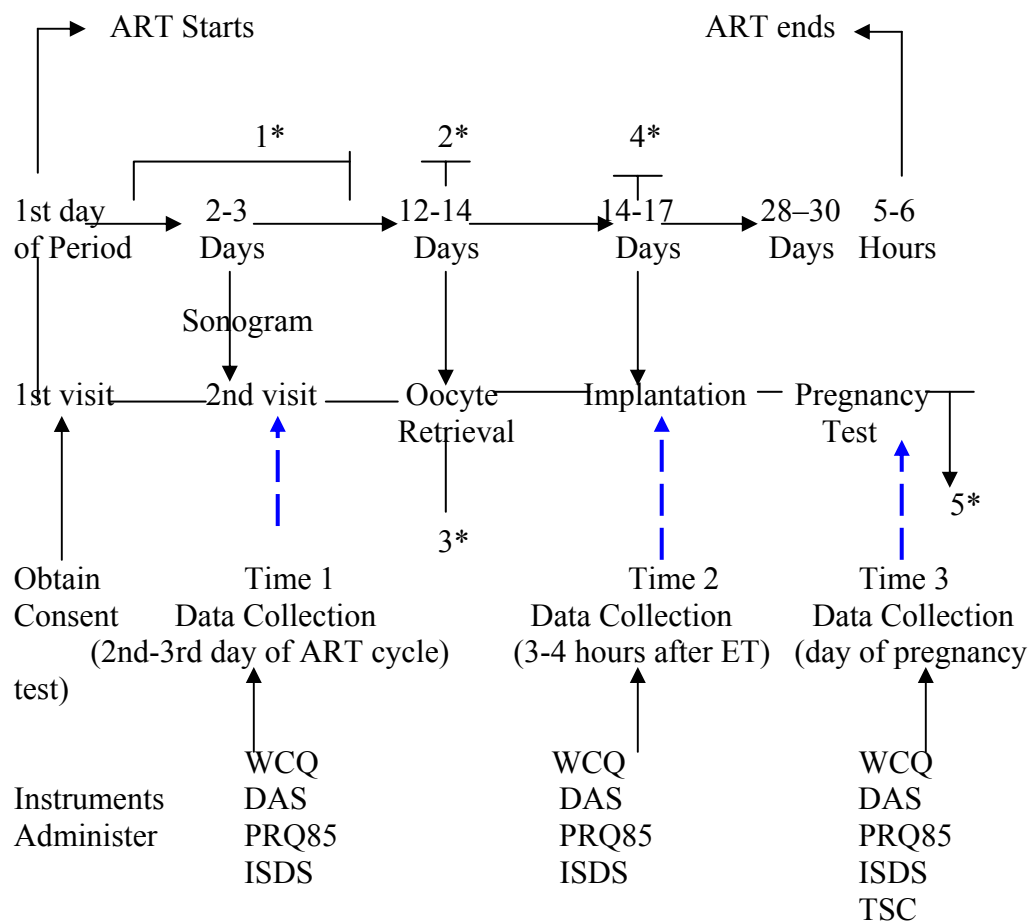 ART Starts ART ends
1* 2* 4*
1st day 2-3 12-14 14-17 28–30 5-6
of Period Days Days Days Days Hours
Sonogram
1st visit 2nd visit Oocyte Implantation Pregnancy
Retrieval Test
5*
3*
Obtain Time 1 Time 2 Time 3
Consent Data Collection Data Collection Data Collection
(2nd-3rd day of ART cycle) (3-4 hours after ET) (day of pregnancy
test)
WCQ WCQ WCQ
Instruments DAS DAS DAS
Administer PRQ85 PRQ85 PRQ85
ISDS ISDS ISDS
TSC